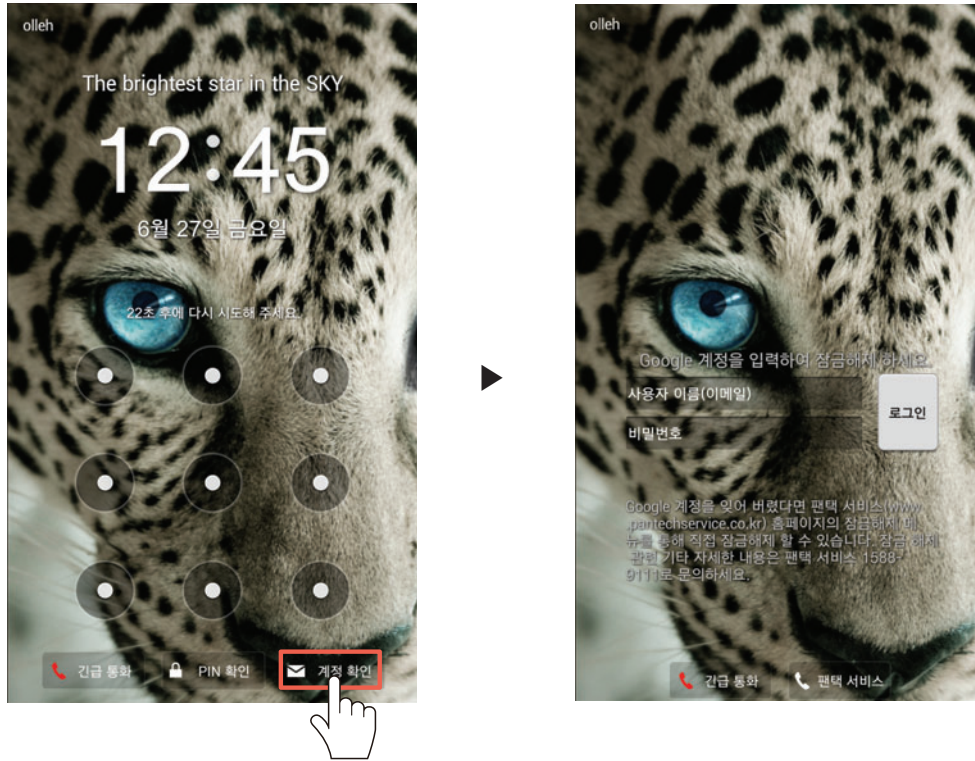 olleh
The brightest star in the SKY
12:45
6월 27일 금요일
22초 후에 다시 시도해 주세요.
긴급 통화
PIN 확인
계정 확인
olleh
Google 계정을 입력하여 잠금해제 하세요.
사용자 이름(이메일)
비밀번호
로그인
Google 계정을 잊어 버렸다면 팬택 서비스(www
.pantechservice.co.kr) 홈페이지의 잠금해제 메
뉴를 통해 직접 잠금해제 할 수 있습니다. 잠금 해제
관련 기타 자세한 내용은 팬택 서비스 1588-
9111로 문의하세요.
긴급 통화
팬택 서비스